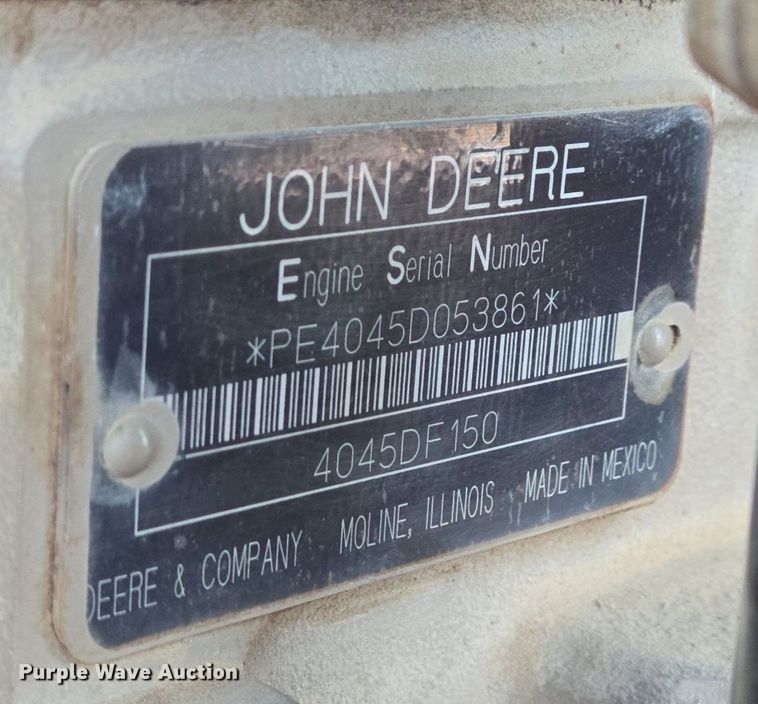 JOHN DEERE
Engine Serial Number
*PE4045D053861*
4045DF150
DEERE & COMPANY MOLINE, ILLINOIS MADE IN MEXICO
Purple Wave Auction